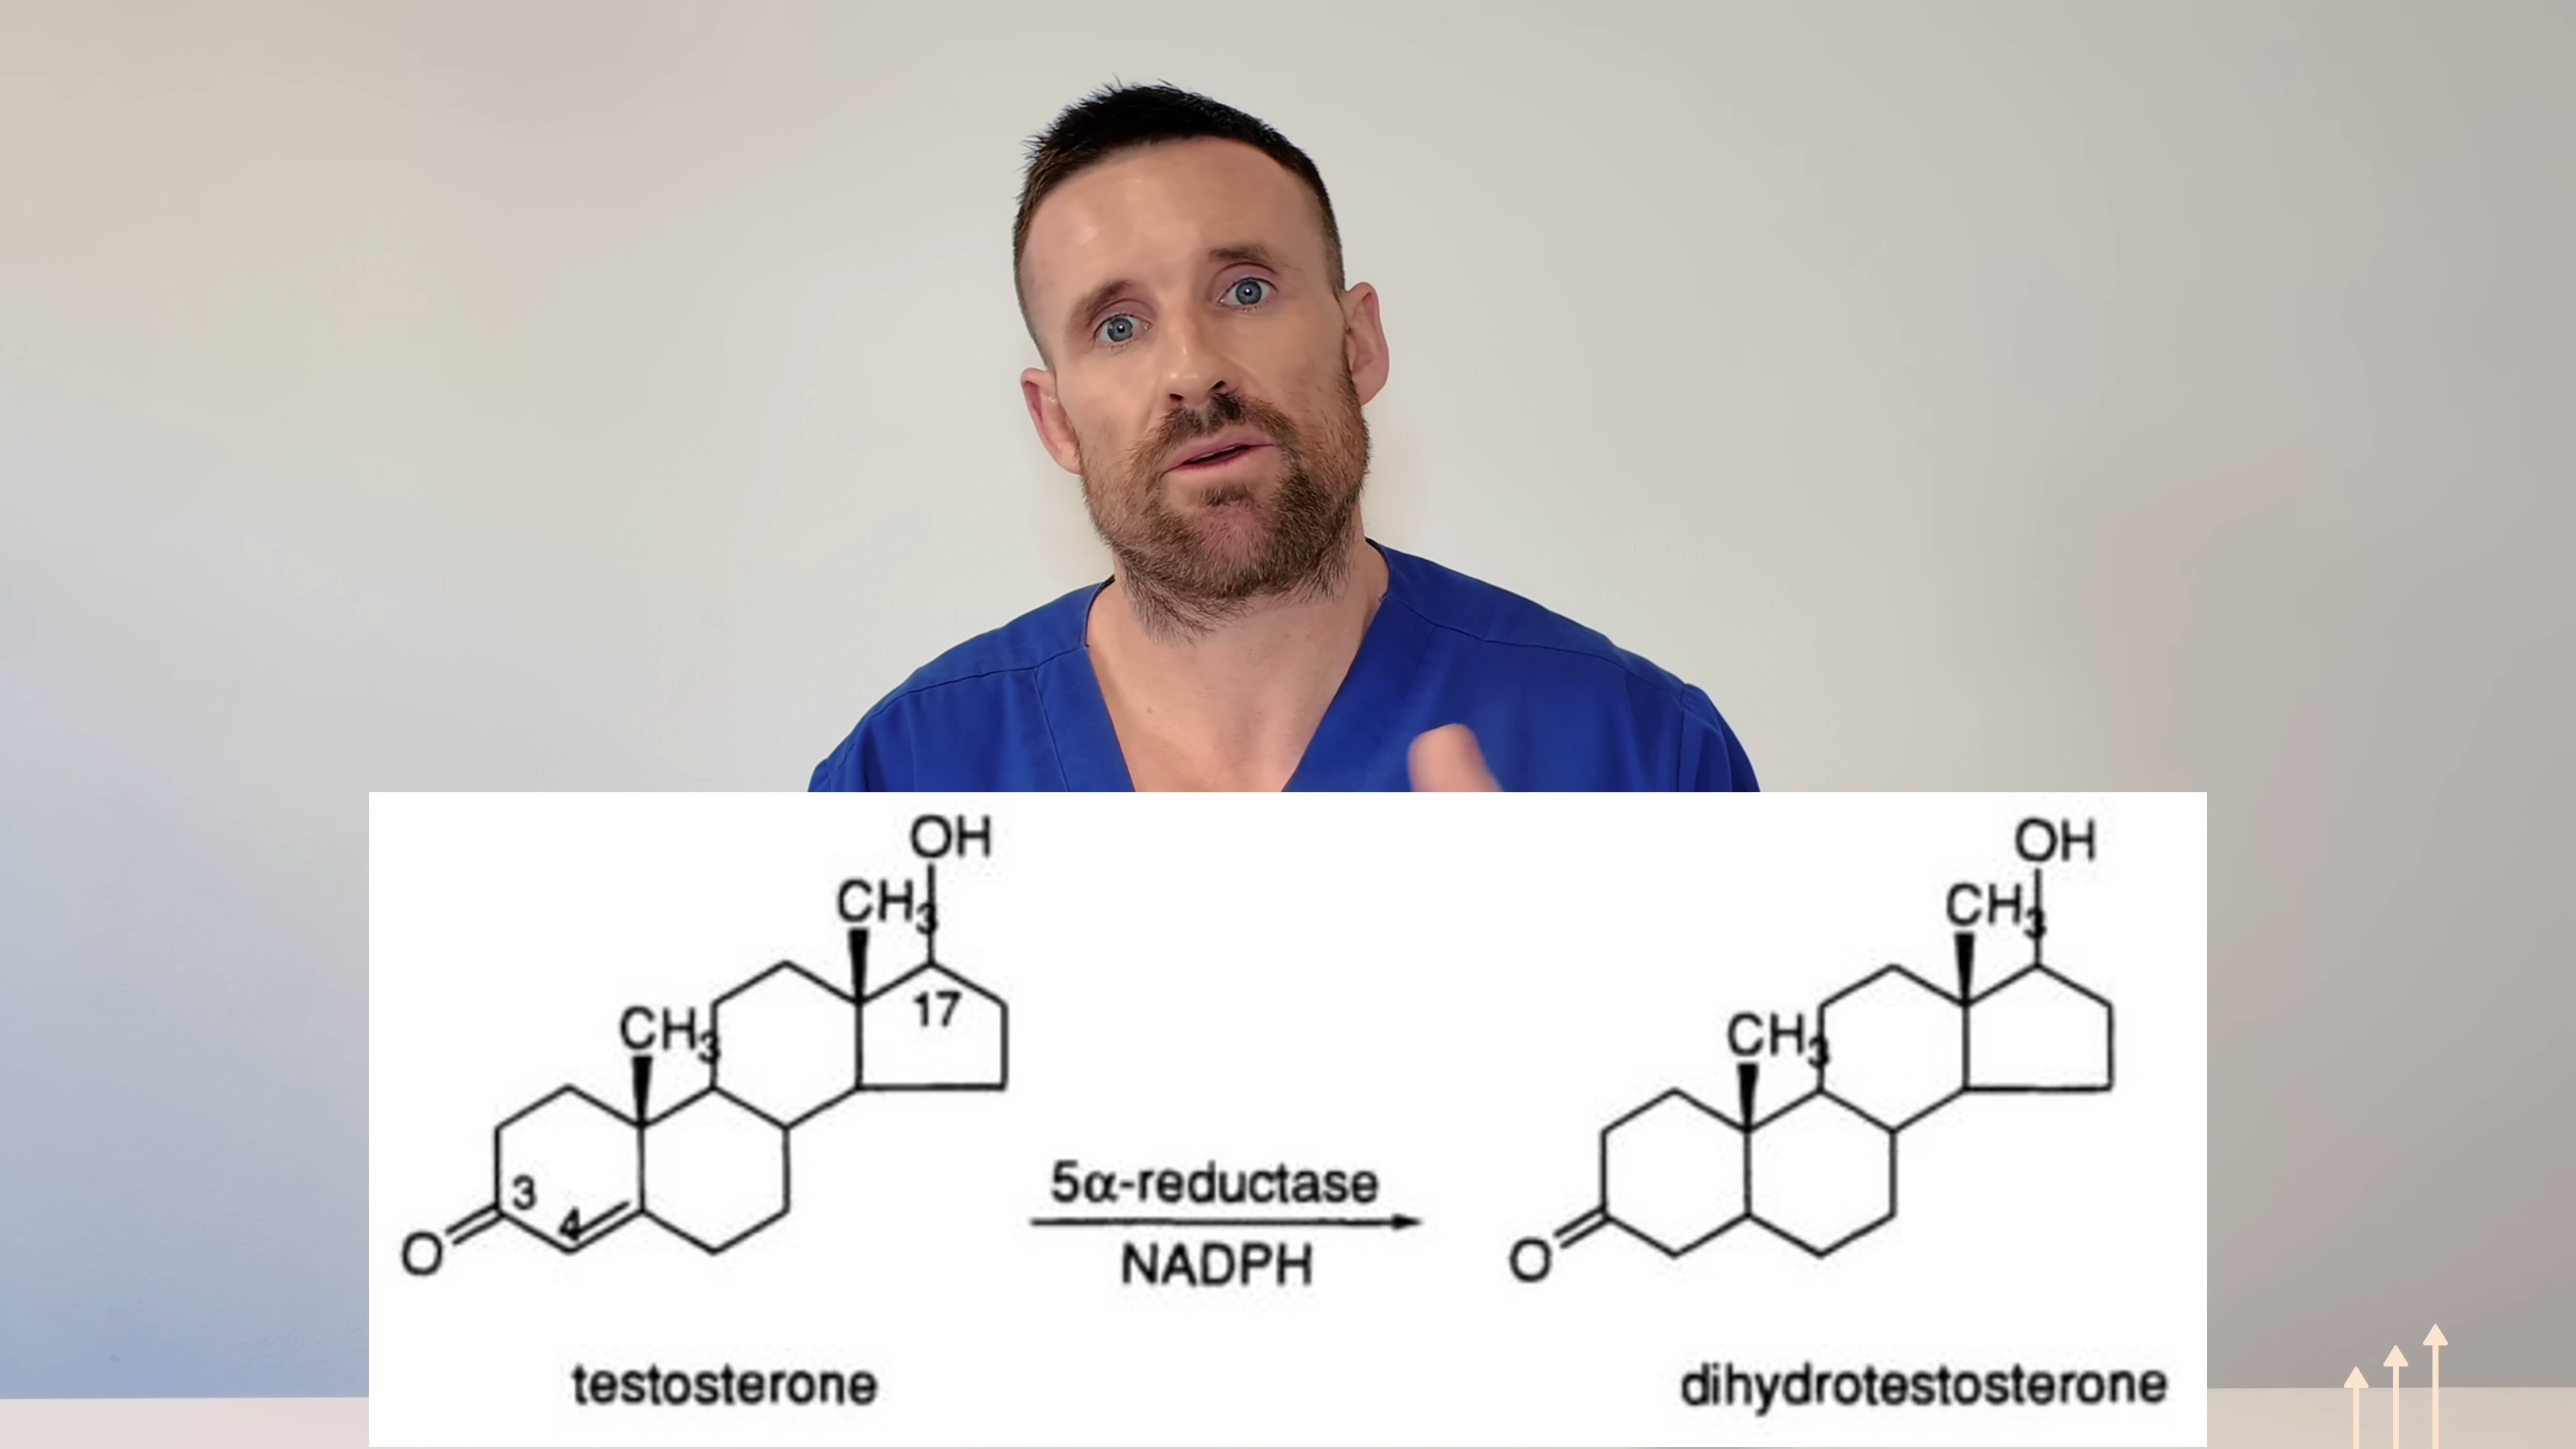 OH
CH3
17
CH3
3
4
O
5α-reductase
NADPH
testosterone
OH
CH3
CH3
O
dihydrotestosterone